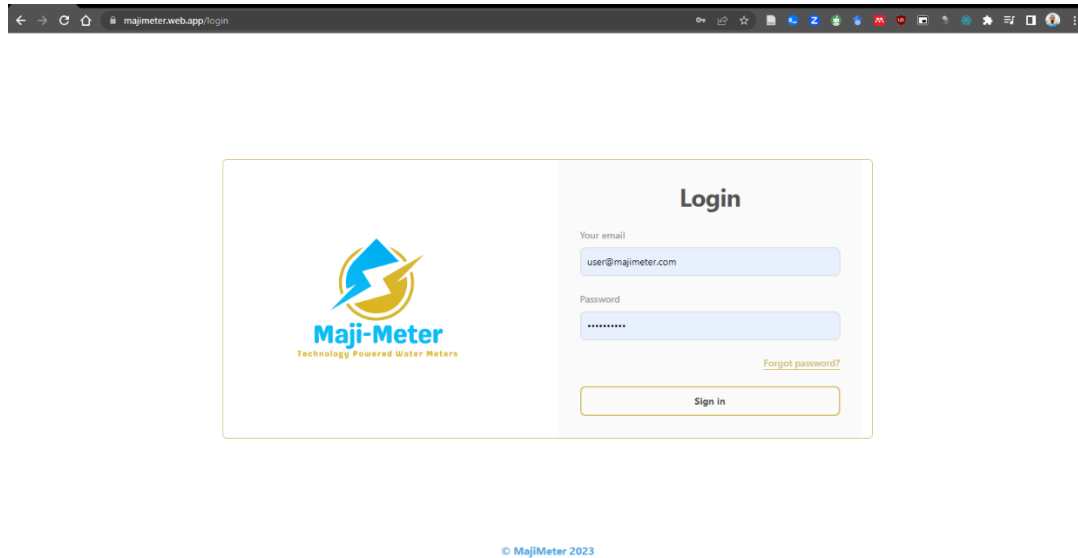 majimeter.web.app/login
Login
Your email
user@majimeter.com
Maji-Meter
Technology Powered Water Meters
Password
••••••••••
Forgot password?
Sign in
© MajiMeter 2023